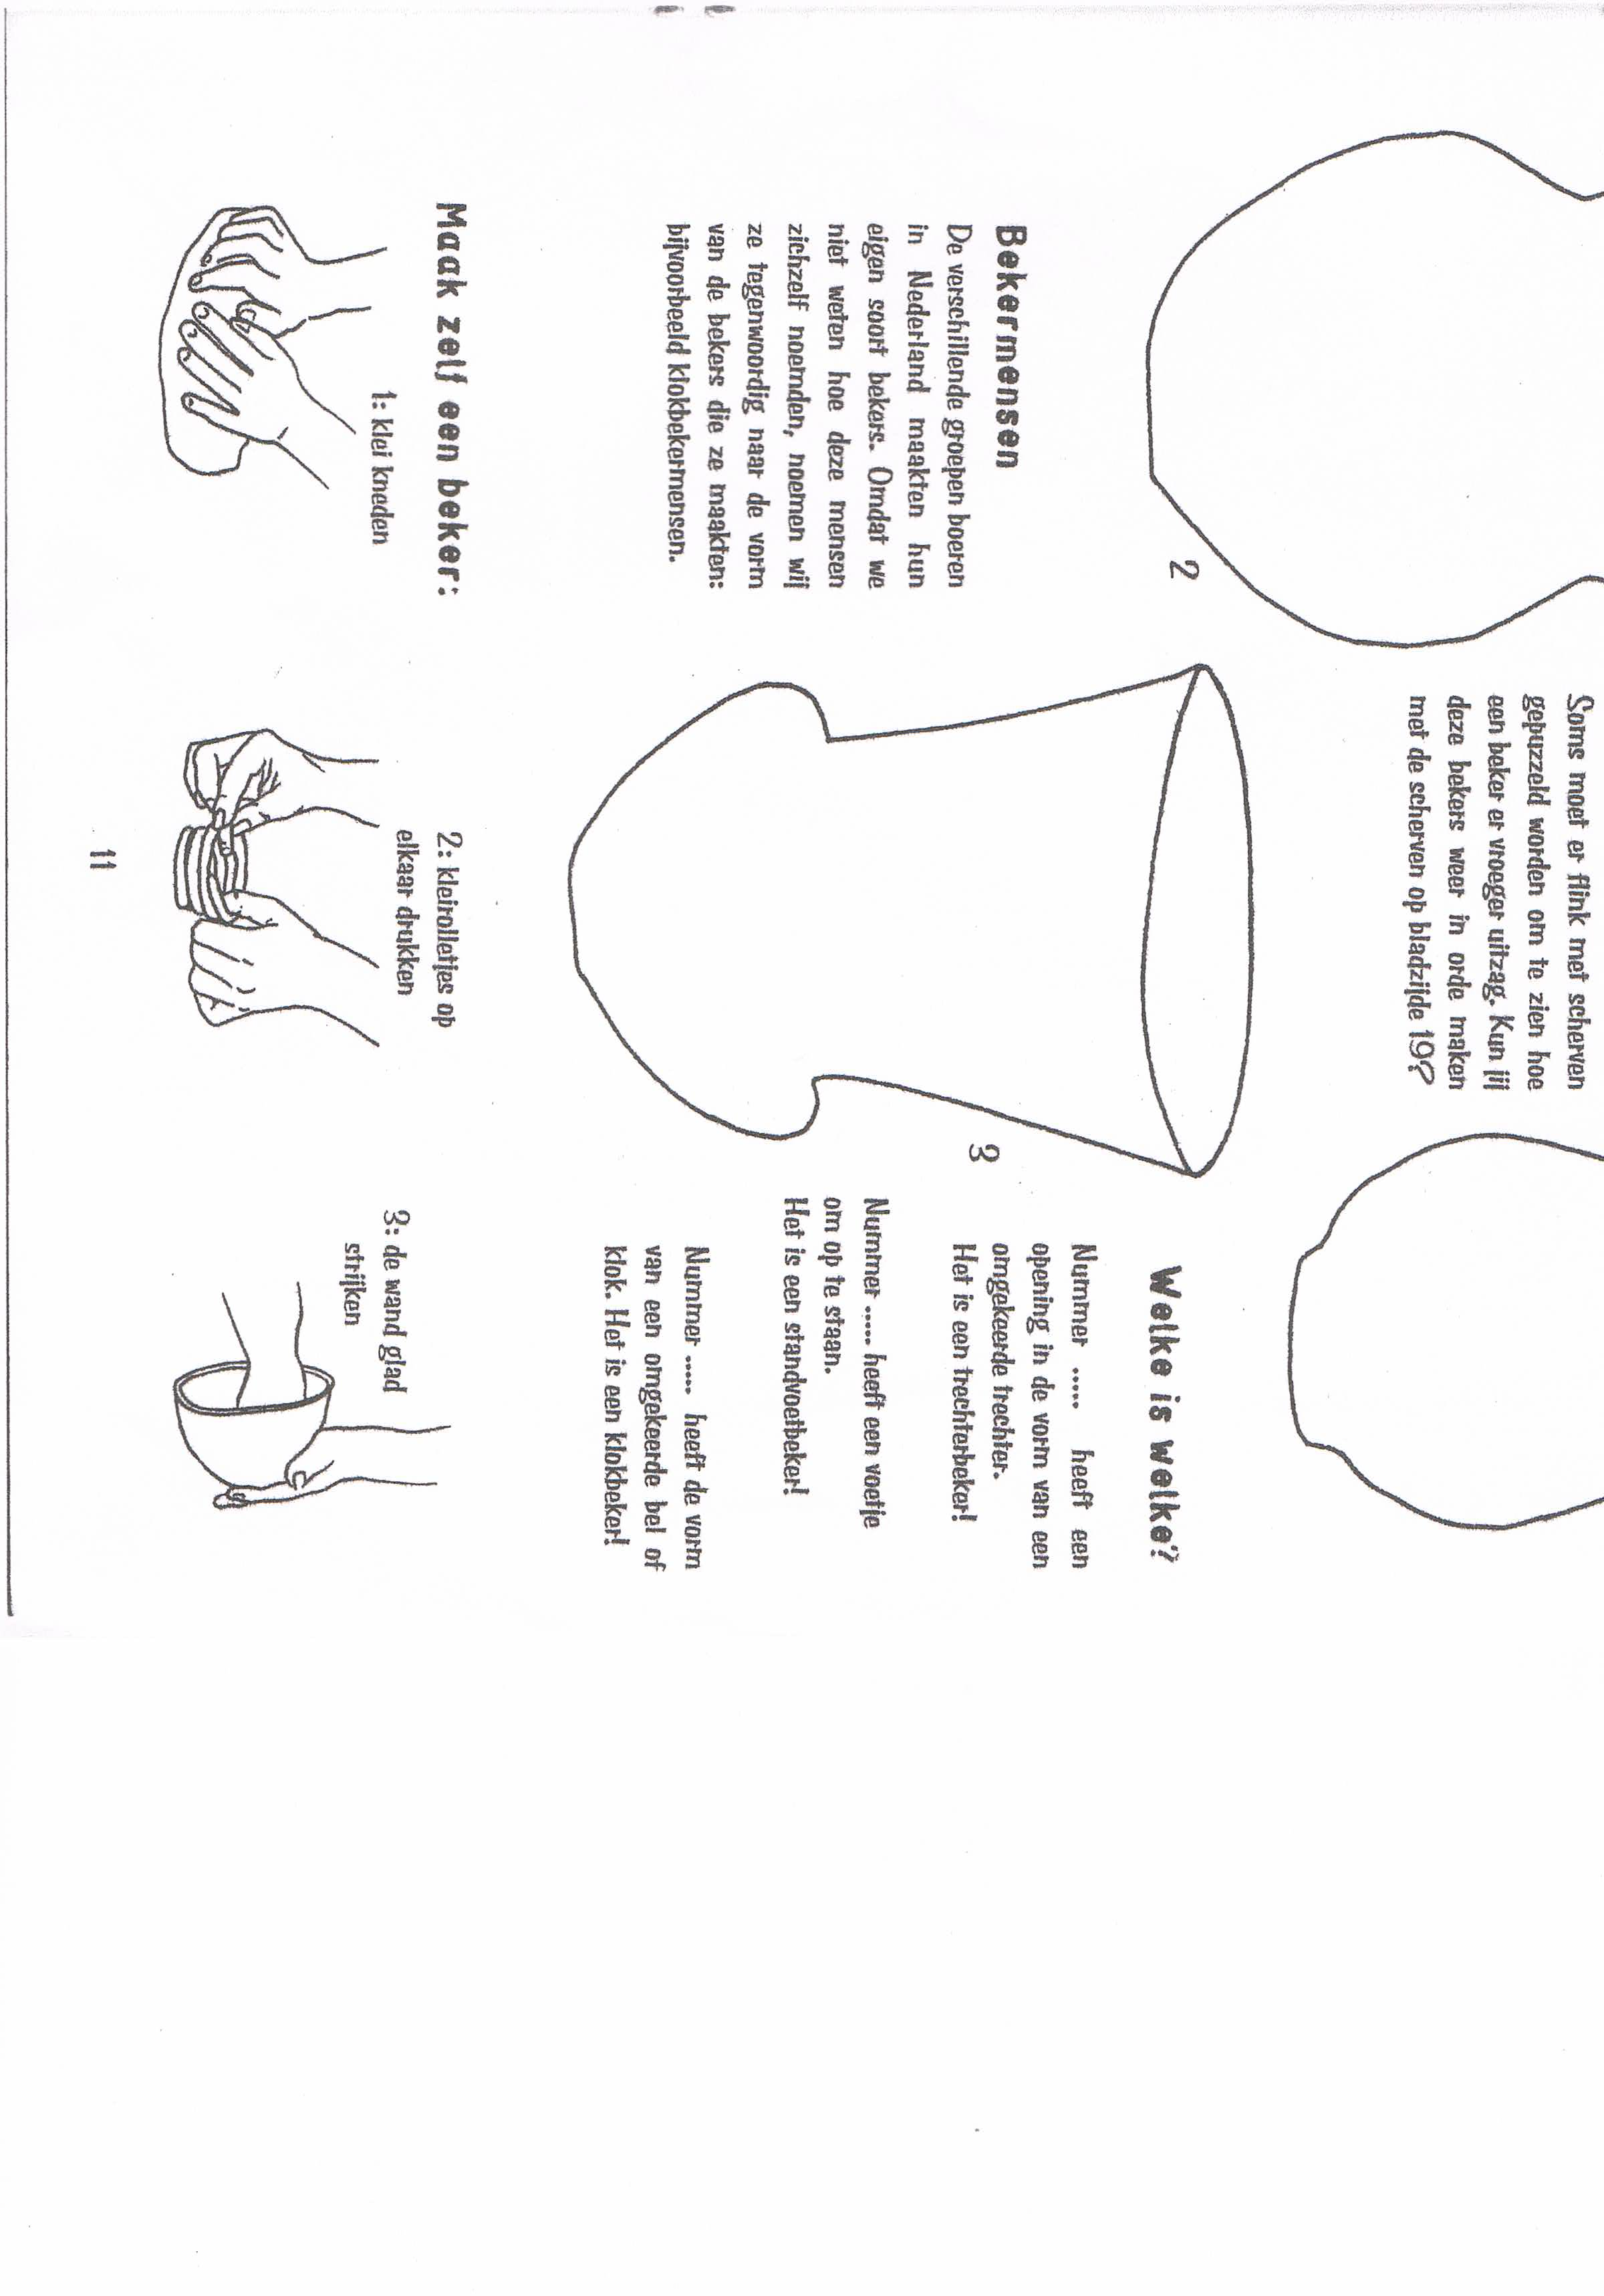 Soms moet er flink met scherven
gepuzzeld worden om te zien hoe
een beker er vroeger uitzag. Kun jij
deze bekers weer in orde maken
met de scherven op bladzijde 19?
2
Bekermensen
De verschillende groepen boeren
in Nederland maakten hun
eigen soort bekers. Omdat we
niet weten hoe deze mensen
zichzelf noemden, noemen wij
ze tegenwoordig naar de vorm
van de bekers die ze maakten:
bijvoorbeeld klokbekermensen.
3
Welke is welke?
Nummer ..... heeft een
opening in de vorm van een
omgekeerde trechter.
Het is een trechterbeker!
Nummer ..... heeft een voetje
om op te staan.
Het is een standvoetbeker!
Nummer ..... heeft de vorm
van een omgekeerde bel of
klok. Het is een klokbeker!
Maak zelf een beker:
1: klei kneden
2: kleirolletjes op
elkaar drukken
3: de wand glad
strijken
11